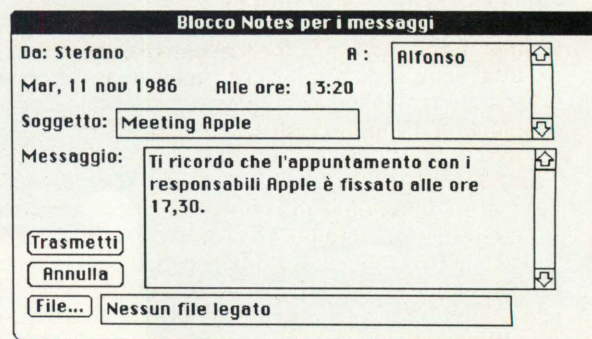 Blocco Notes per i messaggi
Da: Stefano A: Alfonso
Mar, 11 nov 1986 Alle ore: 13:20
Soggetto: Meeting Apple
Messaggio: Ti ricordo che l'appuntamento con i
responsabili Apple è fissato alle ore
17,30.
Trasmetti
Annulla
File... Nessun file legato